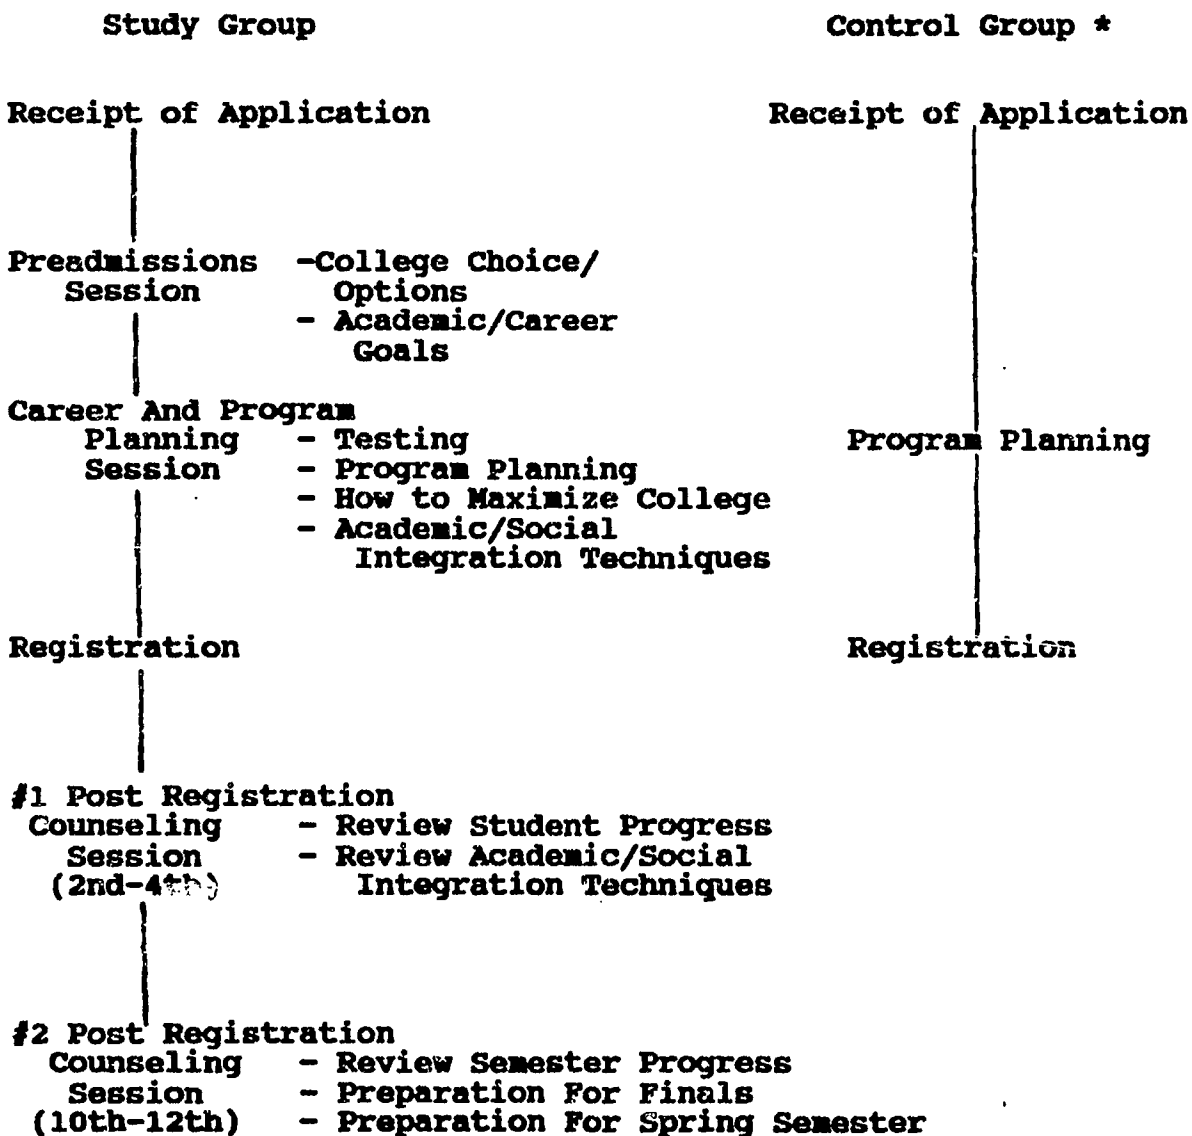 Study Group Control Group *
Receipt of Application Receipt of Application
Preadmissions -College Choice/
Session Options
- Academic/Career
Goals
Career And Program
Planning - Testing Program Planning
Session - Program Planning
- How to Maximize College
- Academic/Social
Integration Techniques
Registration Registration
#1 Post Registration
Counseling - Review Student Progress
Session - Review Academic/Social
(2nd-4th) Integration Techniques
#2 Post Registration
Counseling - Review Semester Progress
Session - Preparation For Finals
(10th-12th) - Preparation For Spring Semester